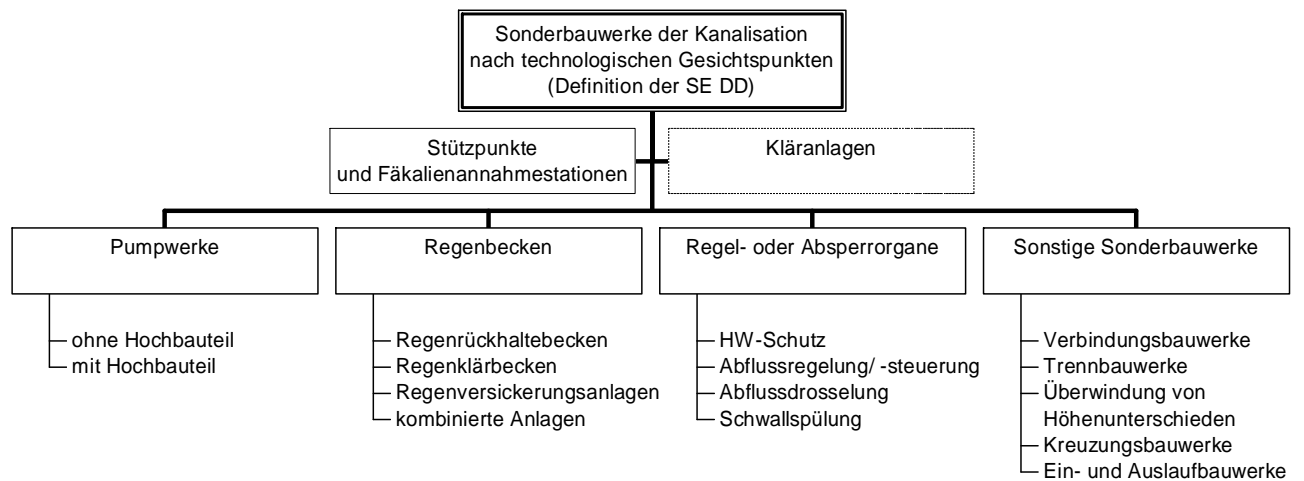 Sonderbauwerke der Kanalisation
nach technologischen Gesichtspunkten
(Definition der SE DD)
Stützpunkte
und Fäkalienannahmestationen
Kläranlagen
Pumpwerke
ohne Hochbauteil
mit Hochbauteil
Regenbecken
Regenrückhaltebecken
Regenklärbecken
Regenversickerungsanlagen
kombinierte Anlagen
Regel- oder Absperrorgane
HW-Schutz
Abflussregelung/ -steuerung
Abflussdrosselung
Schwallspülung
Sonstige Sonderbauwerke
Verbindungsbauwerke
Trennbauwerke
Überwindung von
Höhenunterschieden
Kreuzungsbauwerke
Ein- und Auslaufbauwerke